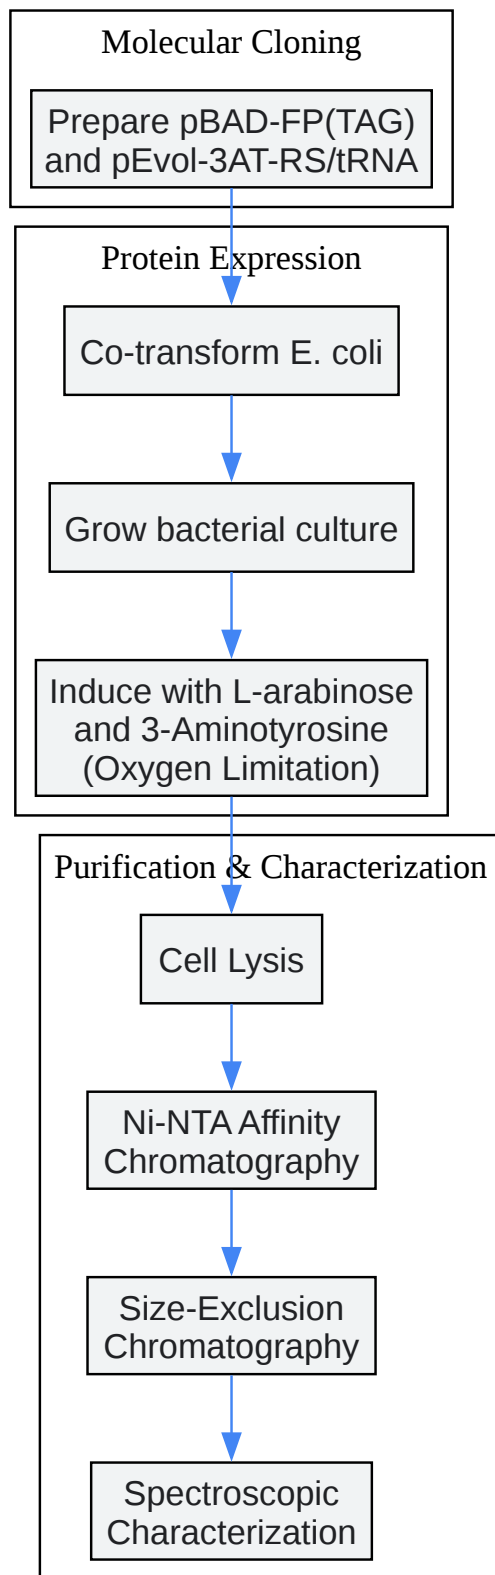 Molecular Cloning
Prepare pBAD-FP(TAG)
and pEvol-3AT-RS/tRNA
Protein Expression
Co-transform E. coli
Grow bacterial culture
Induce with L-arabinose
and 3-Aminotyrosine
(Oxygen Limitation)
Purification & Characterization
Cell Lysis
Ni-NTA Affinity
Chromatography
Size-Exclusion
Chromatography
Spectroscopic
Characterization